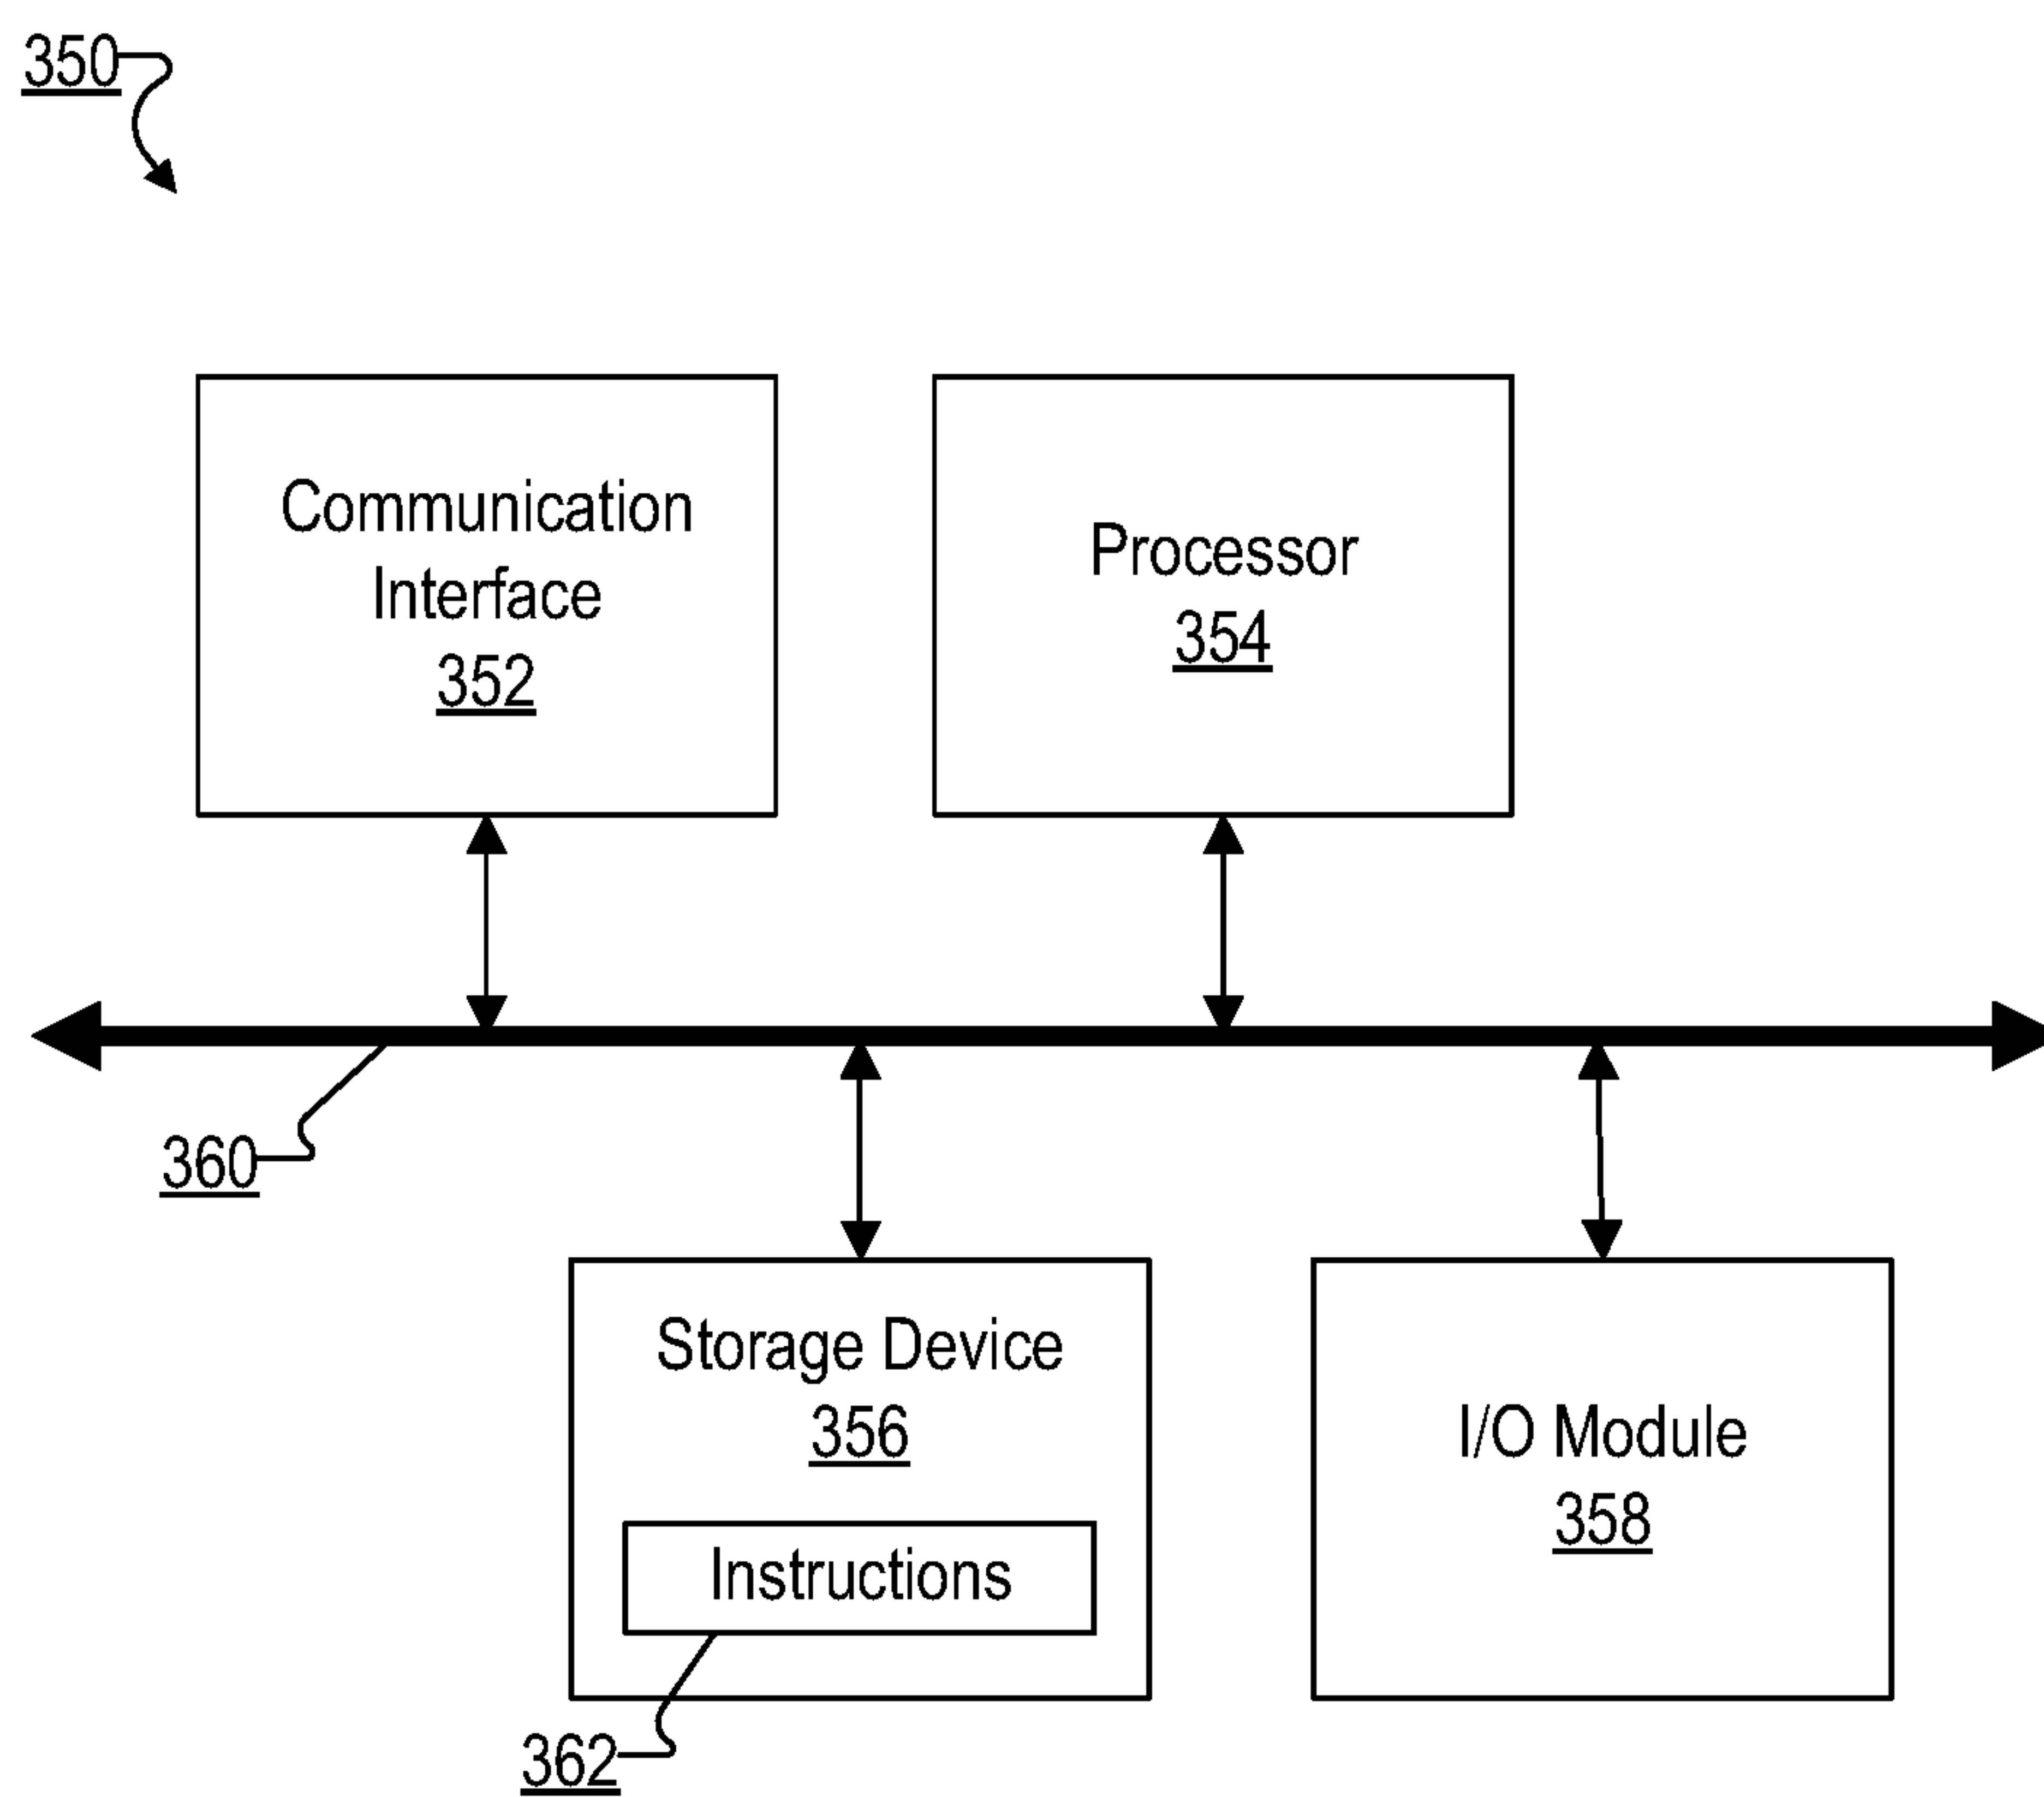 350
Communication
Interface
352
Processor
354
360
Storage Device
356
Instructions
362
I/O Module
358